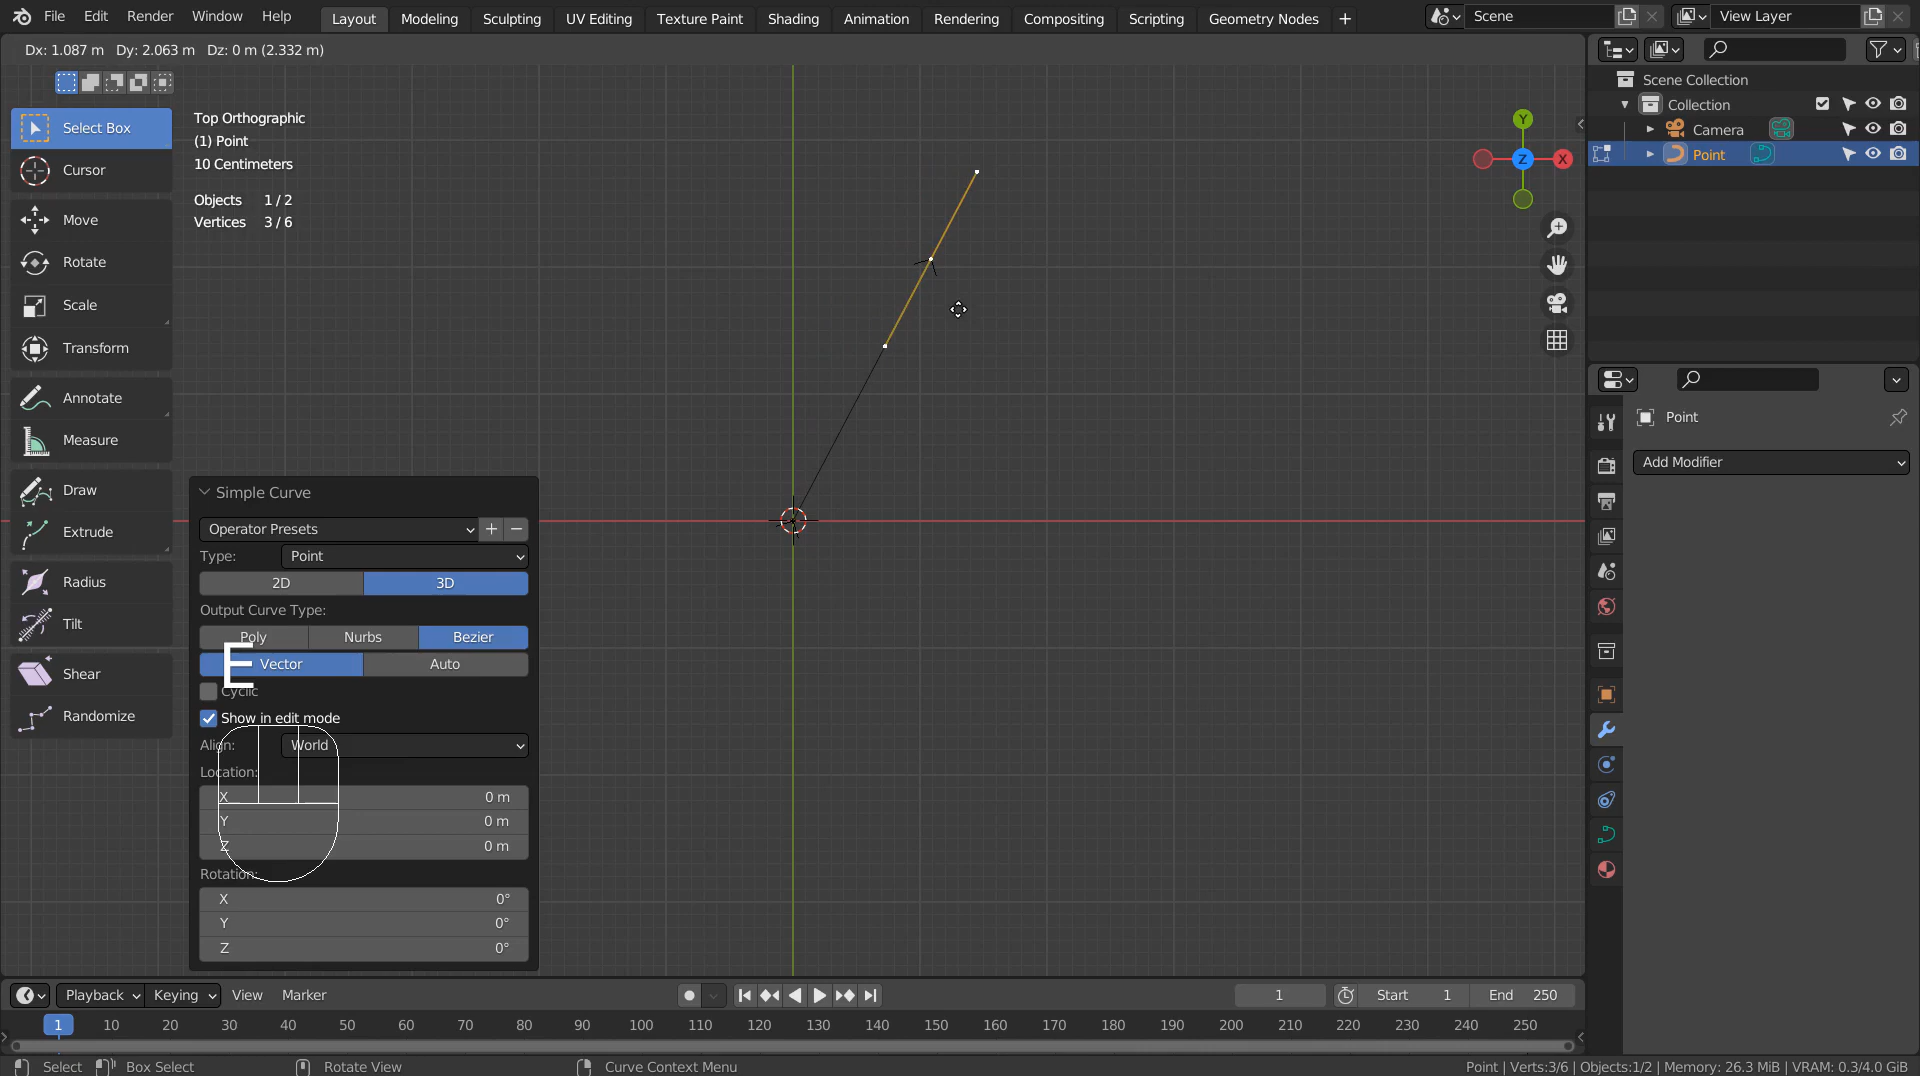 File Edit Render Window Help Layout Modeling Sculpting UV Editing Texture Paint Shading Animation Rendering Compositing Scripting Geometry Nodes + Scene View Layer
Dx: 1.087 m Dy: 2.063 m Dz: 0 m (2.332 m)
Scene Collection
Collection
Camera
Point
Select Box
Cursor
Move
Rotate
Scale
Transform
Annotate
Measure
Draw
Extrude
Radius
Tilt
Shear
Randomize
Top Orthographic
(1) Point
10 Centimeters
Objects 1 / 2
Vertices 3 / 6
Y
Z
X
Point
Add Modifier
Simple Curve
Operator Presets
Type: Point
2D 3D
Output Curve Type:
Poly Nurbs Bezier
E
Vector Auto
Cyclic
Show in edit mode
Align: World
Location:
X 0 m
Y 0 m
Z 0 m
Rotation:
X 0°
Y 0°
Z 0°
Playback Keying View Marker 1 Start 1 End 250
1 10 20 30 40 50 60 70 80 90 100 110 120 130 140 150 160 170 180 190 200 210 220 230 240 250
Select Box Select Rotate View Curve Context Menu Point | Verts:3/6 | Objects:1/2 | Memory: 26.3 MiB | VRAM: 0.3/4.0 GiB